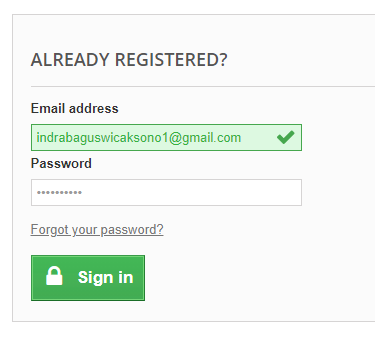 ALREADY REGISTERED?
Email address
indrabaguswicaksono1@gmail.com
Password
••••••••••
Forgot your password?
Sign in